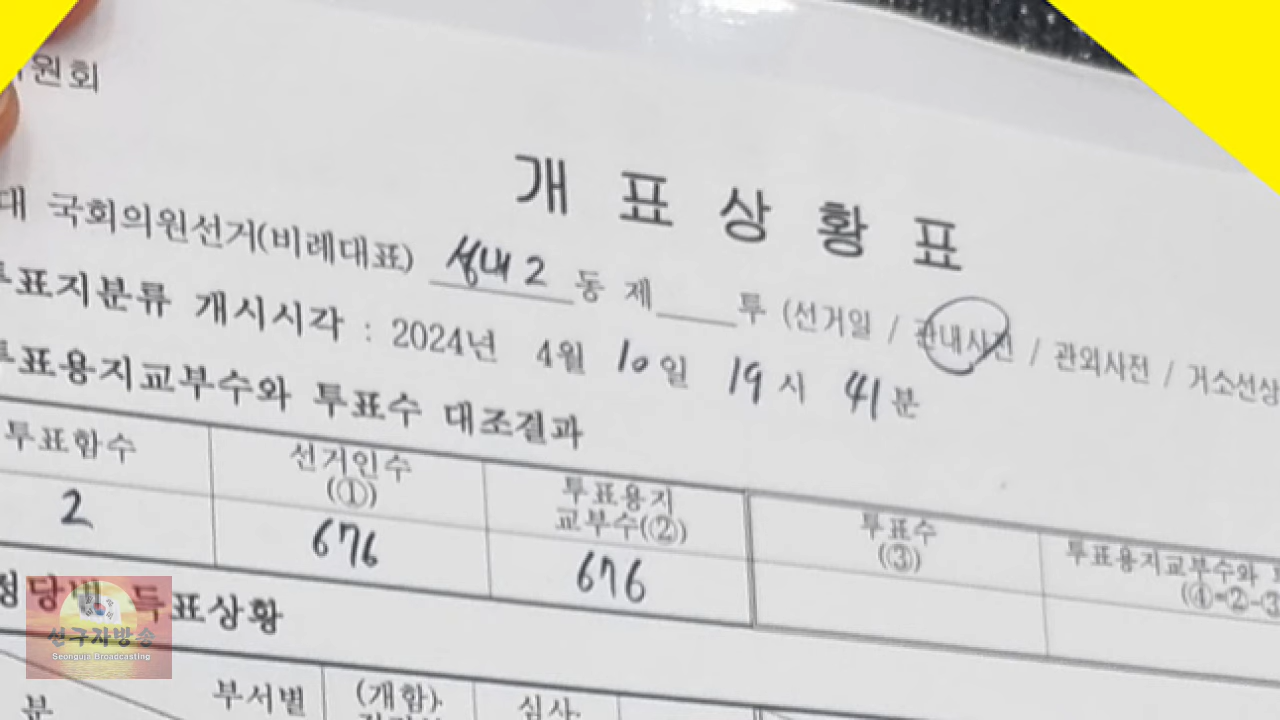 원회
개 표 상 황 표
대 국회의원선거(비례대표) 성내 2 동 제 투 (선거일 / 관내사전 / 관외사전 / 거소선상
표지분류 개시시각 : 2024년 4월 10일 19시 41분
표용지교부수와 투표수 대조결과
투표함수 선거인수 (①) 투표용지 교부수(②) 투표수 (③) 투표용지교부수와 (④=②-③
2 676 676
득표상황
부서별 (개함) 심사
분
선구자방송
Seonguja Broadcasting